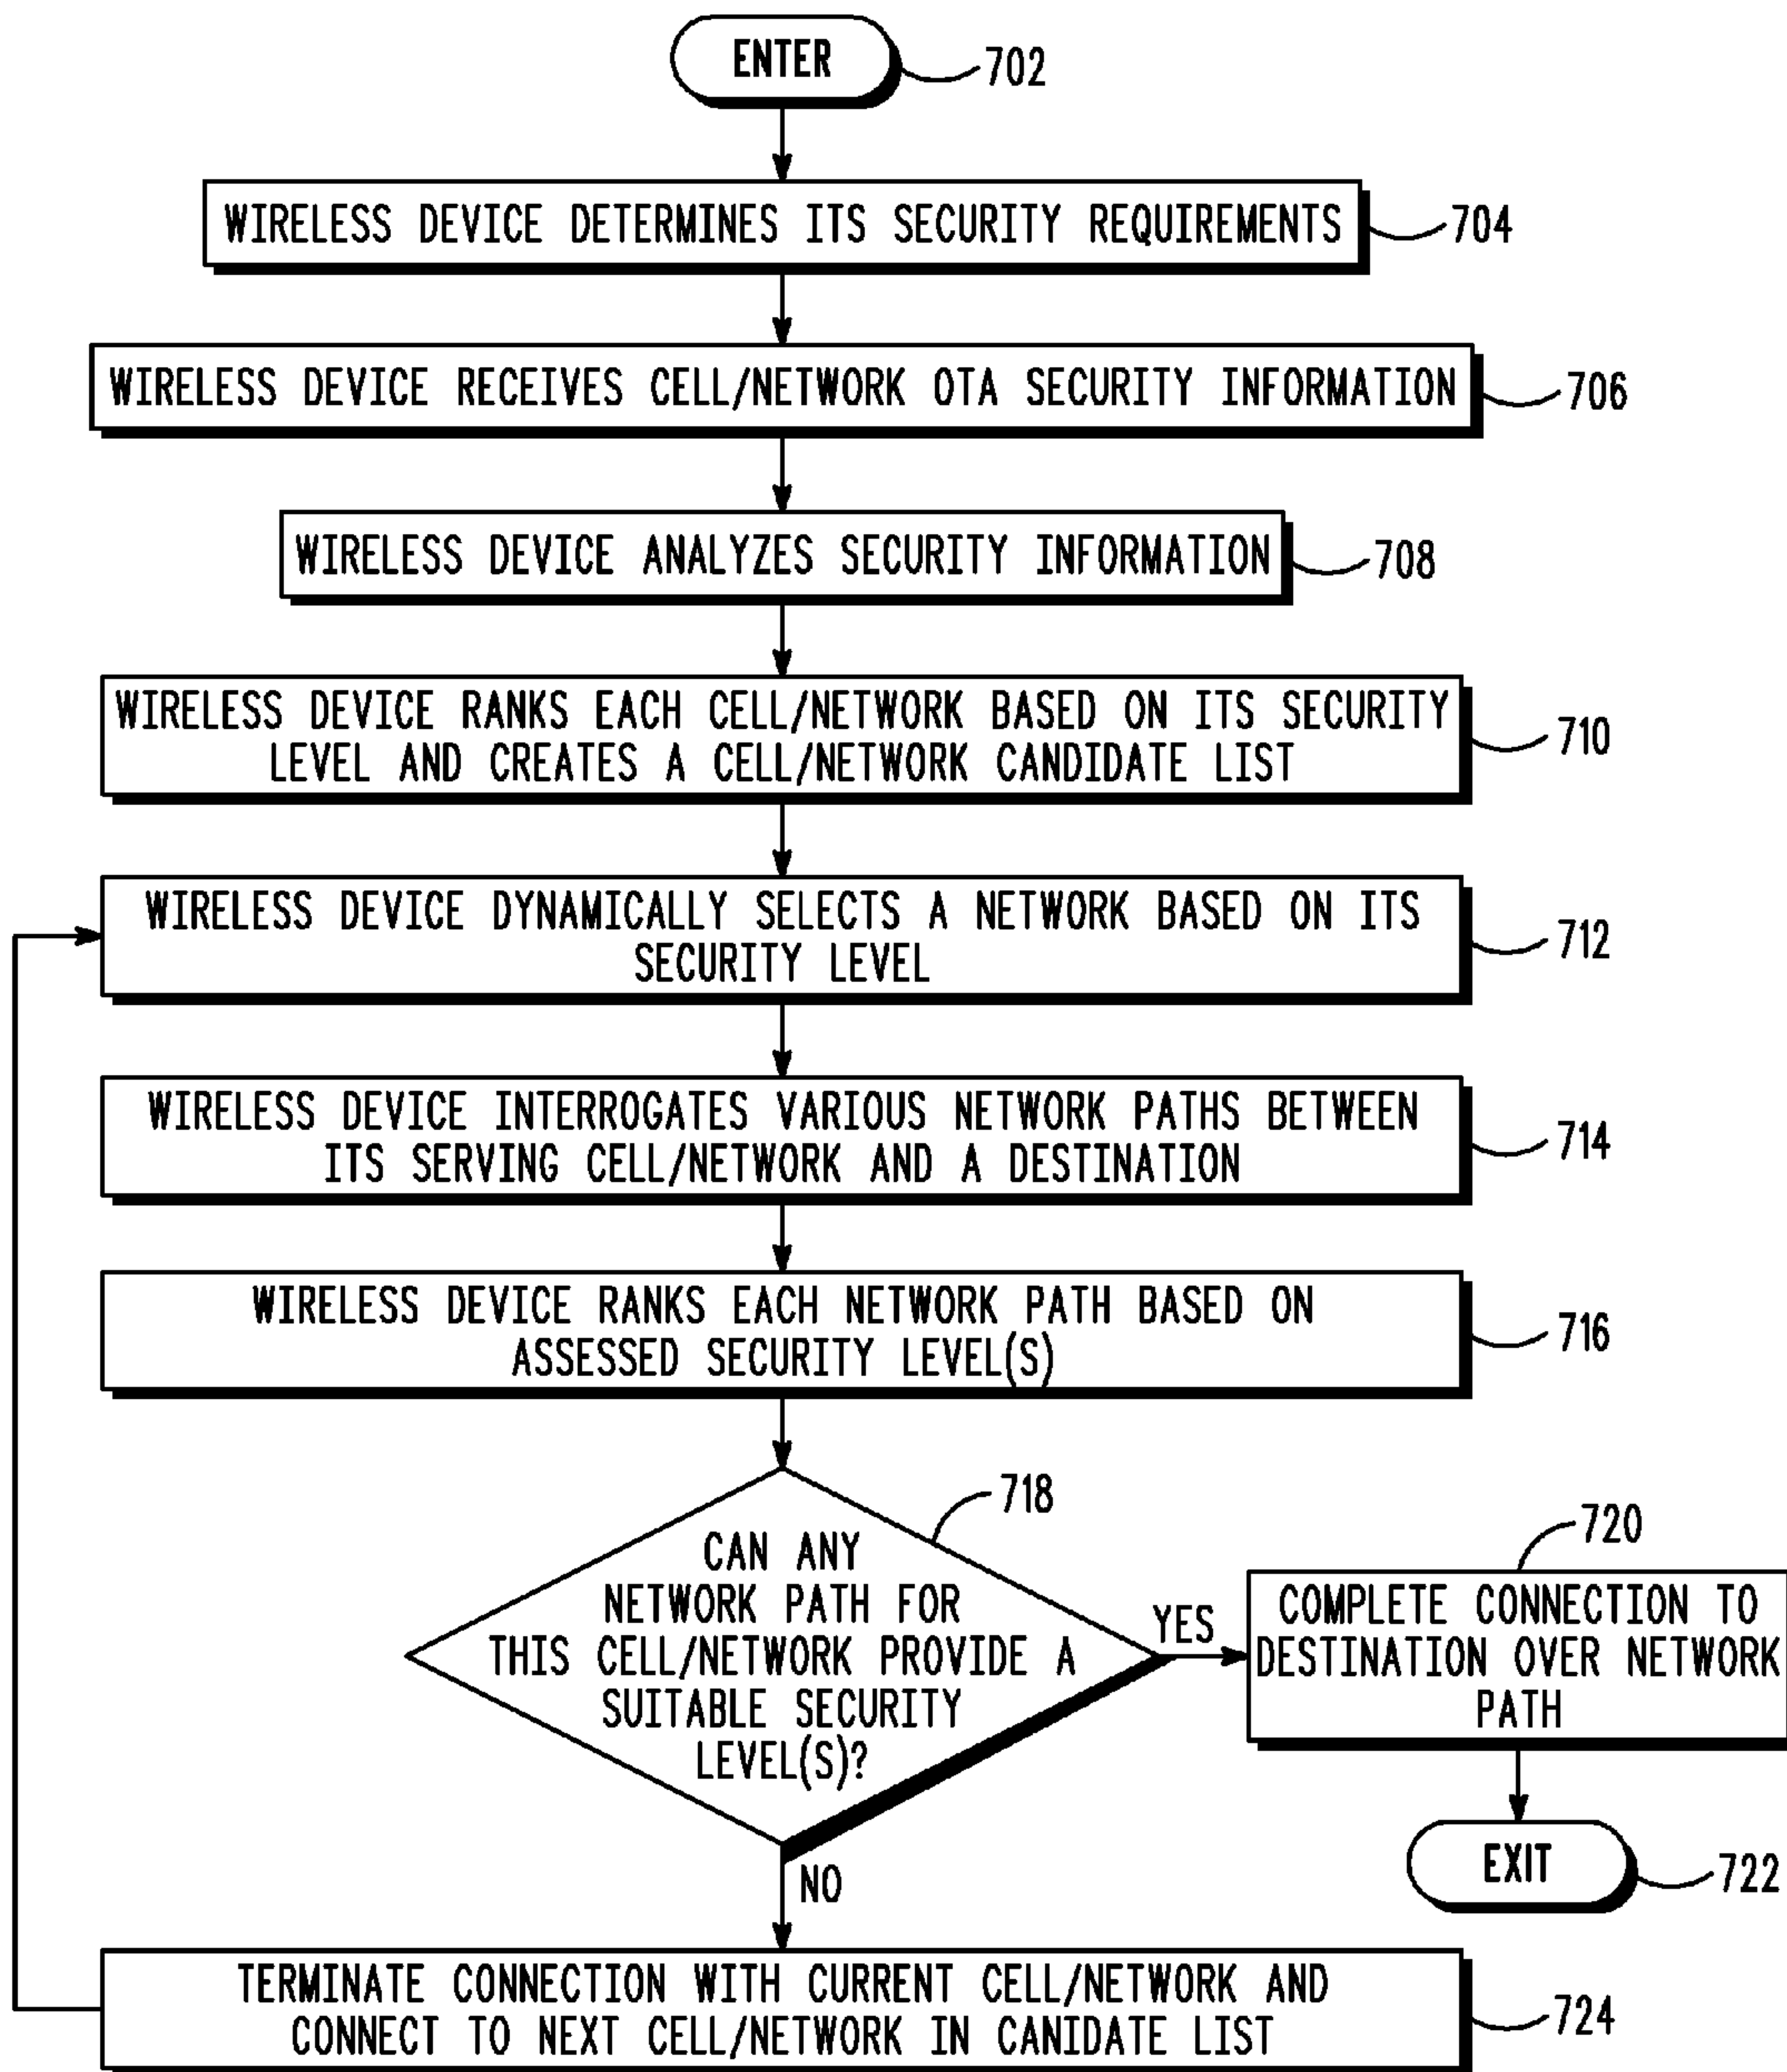 ENTER
702
WIRELESS DEVICE DETERMINES ITS SECURITY REQUIREMENTS
704
WIRELESS DEVICE RECEIVES CELL/NETWORK OTA SECURITY INFORMATION
706
WIRELESS DEVICE ANALYZES SECURITY INFORMATION
708
WIRELESS DEVICE RANKS EACH CELL/NETWORK BASED ON ITS SECURITY
LEVEL AND CREATES A CELL/NETWORK CANDIDATE LIST
710
WIRELESS DEVICE DYNAMICALLY SELECTS A NETWORK BASED ON ITS
SECURITY LEVEL
712
WIRELESS DEVICE INTERROGATES VARIOUS NETWORK PATHS BETWEEN
ITS SERVING CELL/NETWORK AND A DESTINATION
714
WIRELESS DEVICE RANKS EACH NETWORK PATH BASED ON
ASSESSED SECURITY LEVEL(S)
716
718
CAN ANY
NETWORK PATH FOR
THIS CELL/NETWORK PROVIDE A
SUITABLE SECURITY
LEVEL(S)?
YES
720
COMPLETE CONNECTION TO
DESTINATION OVER NETWORK
PATH
EXIT
722
NO
TERMINATE CONNECTION WITH CURRENT CELL/NETWORK AND
CONNECT TO NEXT CELL/NETWORK IN CANIDATE LIST
724